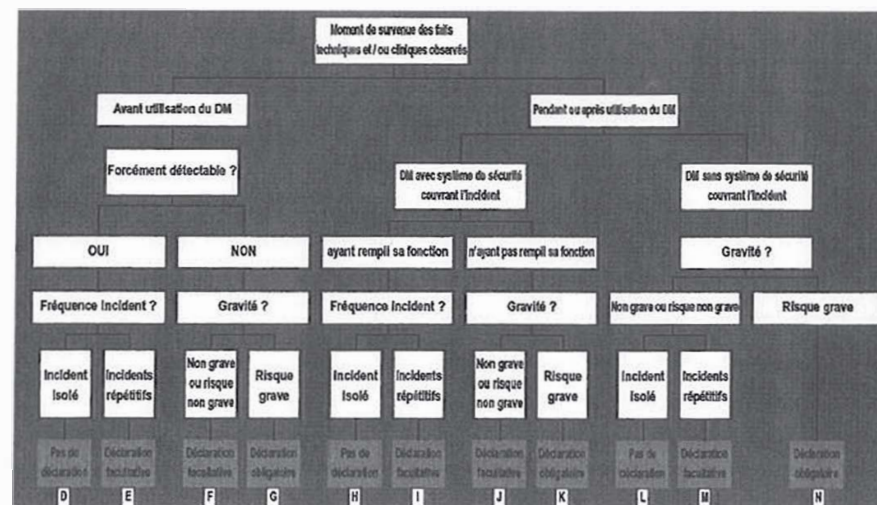 Moment de survenue des faits
techniques et / ou cliniques observés
Avant utilisation du DM
Pendant ou après utilisation du DM
Forcément détectable ?
DM avec système de sécurité
couvrant l'incident
DM sans système de sécurité
couvrant l'incident
OUI
NON
ayant rempli sa fonction
n'ayant pas rempli sa fonction
Gravité ?
Fréquence incident ?
Gravité ?
Fréquence incident ?
Gravité ?
Non grave ou risque non grave
Risque grave
Incident
isolé
Incidents
répétitifs
Non grave
ou risque
non grave
Risque
grave
Incident
isolé
Incidents
répétitifs
Non grave
ou risque
non grave
Risque
grave
Incident
isolé
Incidents
répétitifs
Pas de
déclaration
Déclaration
facultative
Déclaration
facultative
Déclaration
obligatoire
Pas de
déclaration
Déclaration
facultative
Déclaration
facultative
Déclaration
obligatoire
Pas de
déclaration
Déclaration
facultative
Déclaration
obligatoire
D
E
F
G
H
I
J
K
L
M
N